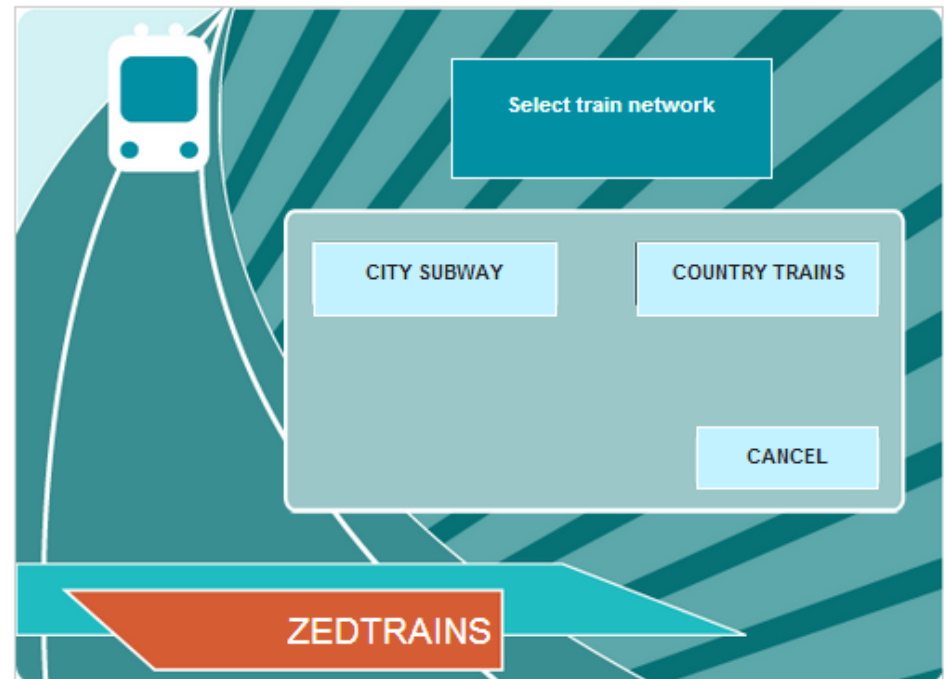 Select train network
CITY SUBWAY
COUNTRY TRAINS
CANCEL
ZEDTRAINS